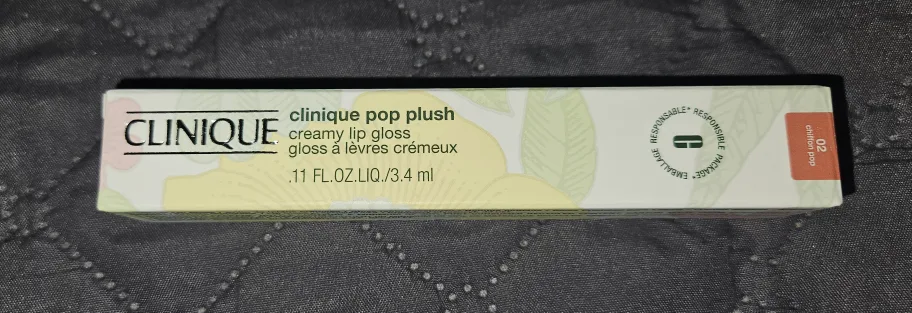 CLINIQUE
clinique pop plush
creamy lip gloss
gloss à lèvres crémeux
.11 FL.OZ.LIQ./3.4 ml
RESPONSIBLE PACKAGE* EMBALLAGE RESPONSABLE*
C
02
chiffon pop